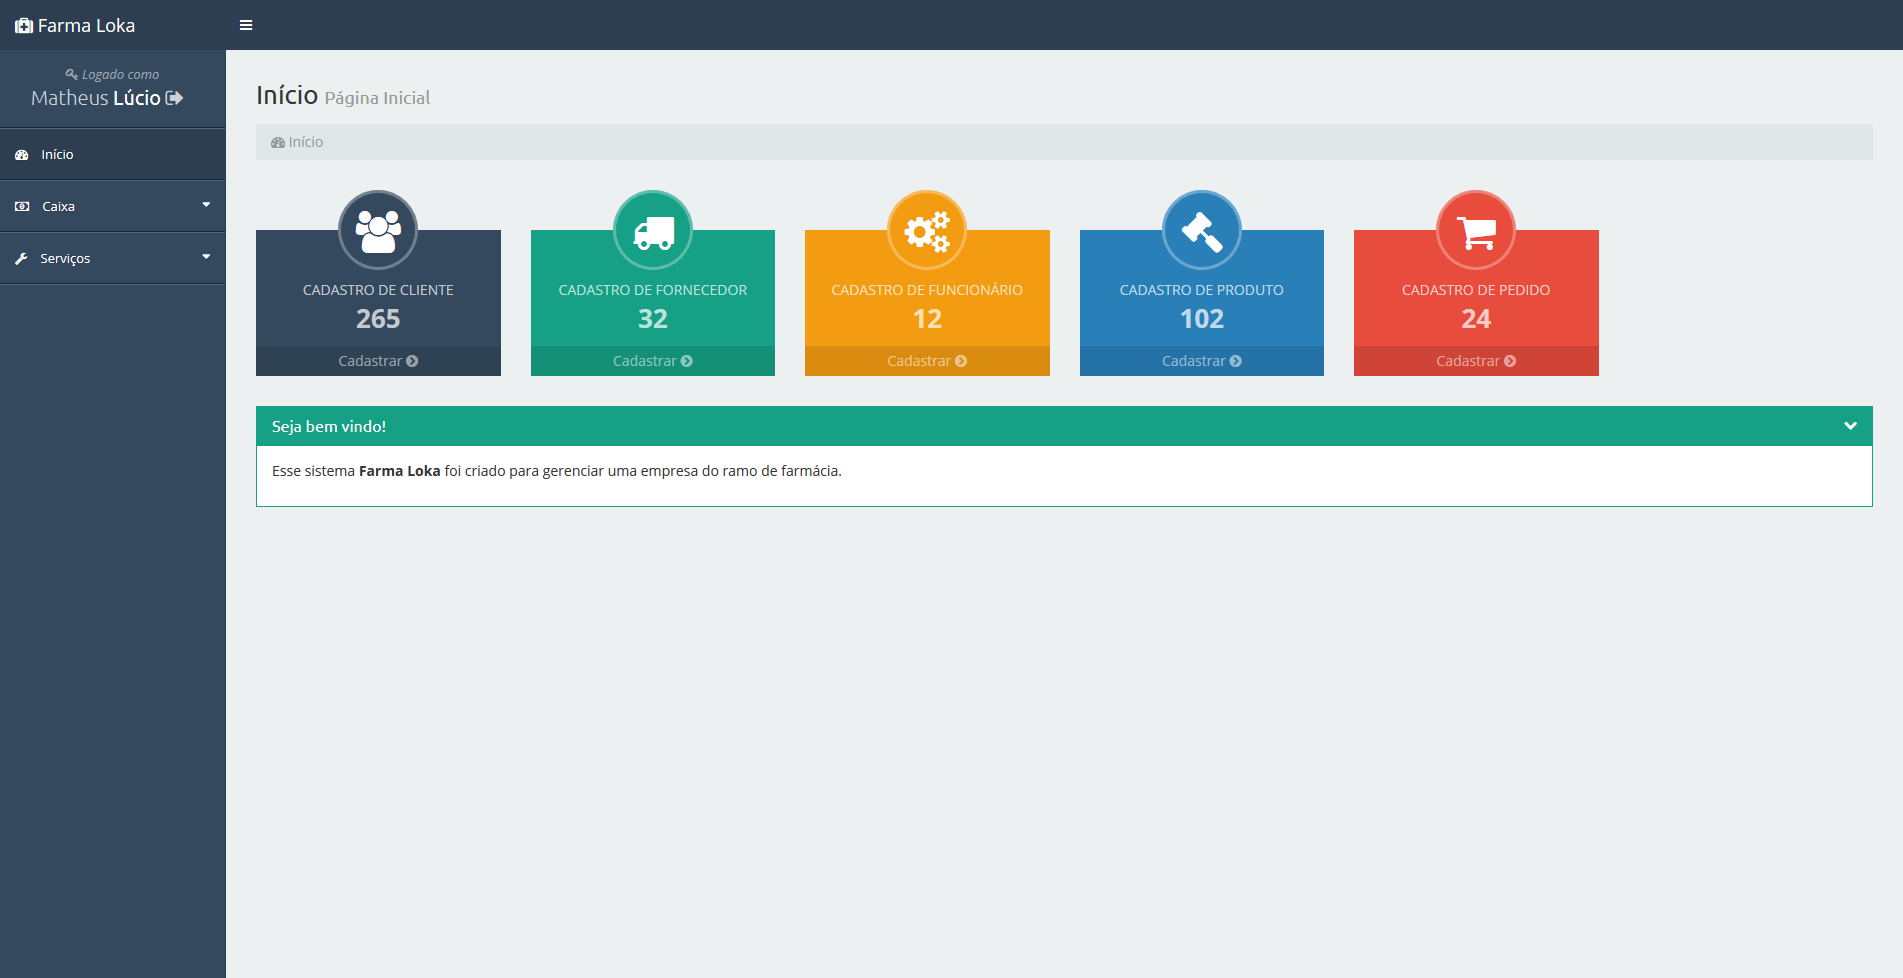 Farma Loka
Logado como
Matheus Lúcio
Início
Caixa
Serviços
Início Página Inicial
Início
CADASTRO DE CLIENTE
265
Cadastrar
CADASTRO DE FORNECEDOR
32
Cadastrar
CADASTRO DE FUNCIONÁRIO
12
Cadastrar
CADASTRO DE PRODUTO
102
Cadastrar
CADASTRO DE PEDIDO
24
Cadastrar
Seja bem vindo!
Esse sistema Farma Loka foi criado para gerenciar uma empresa do ramo de farmácia.